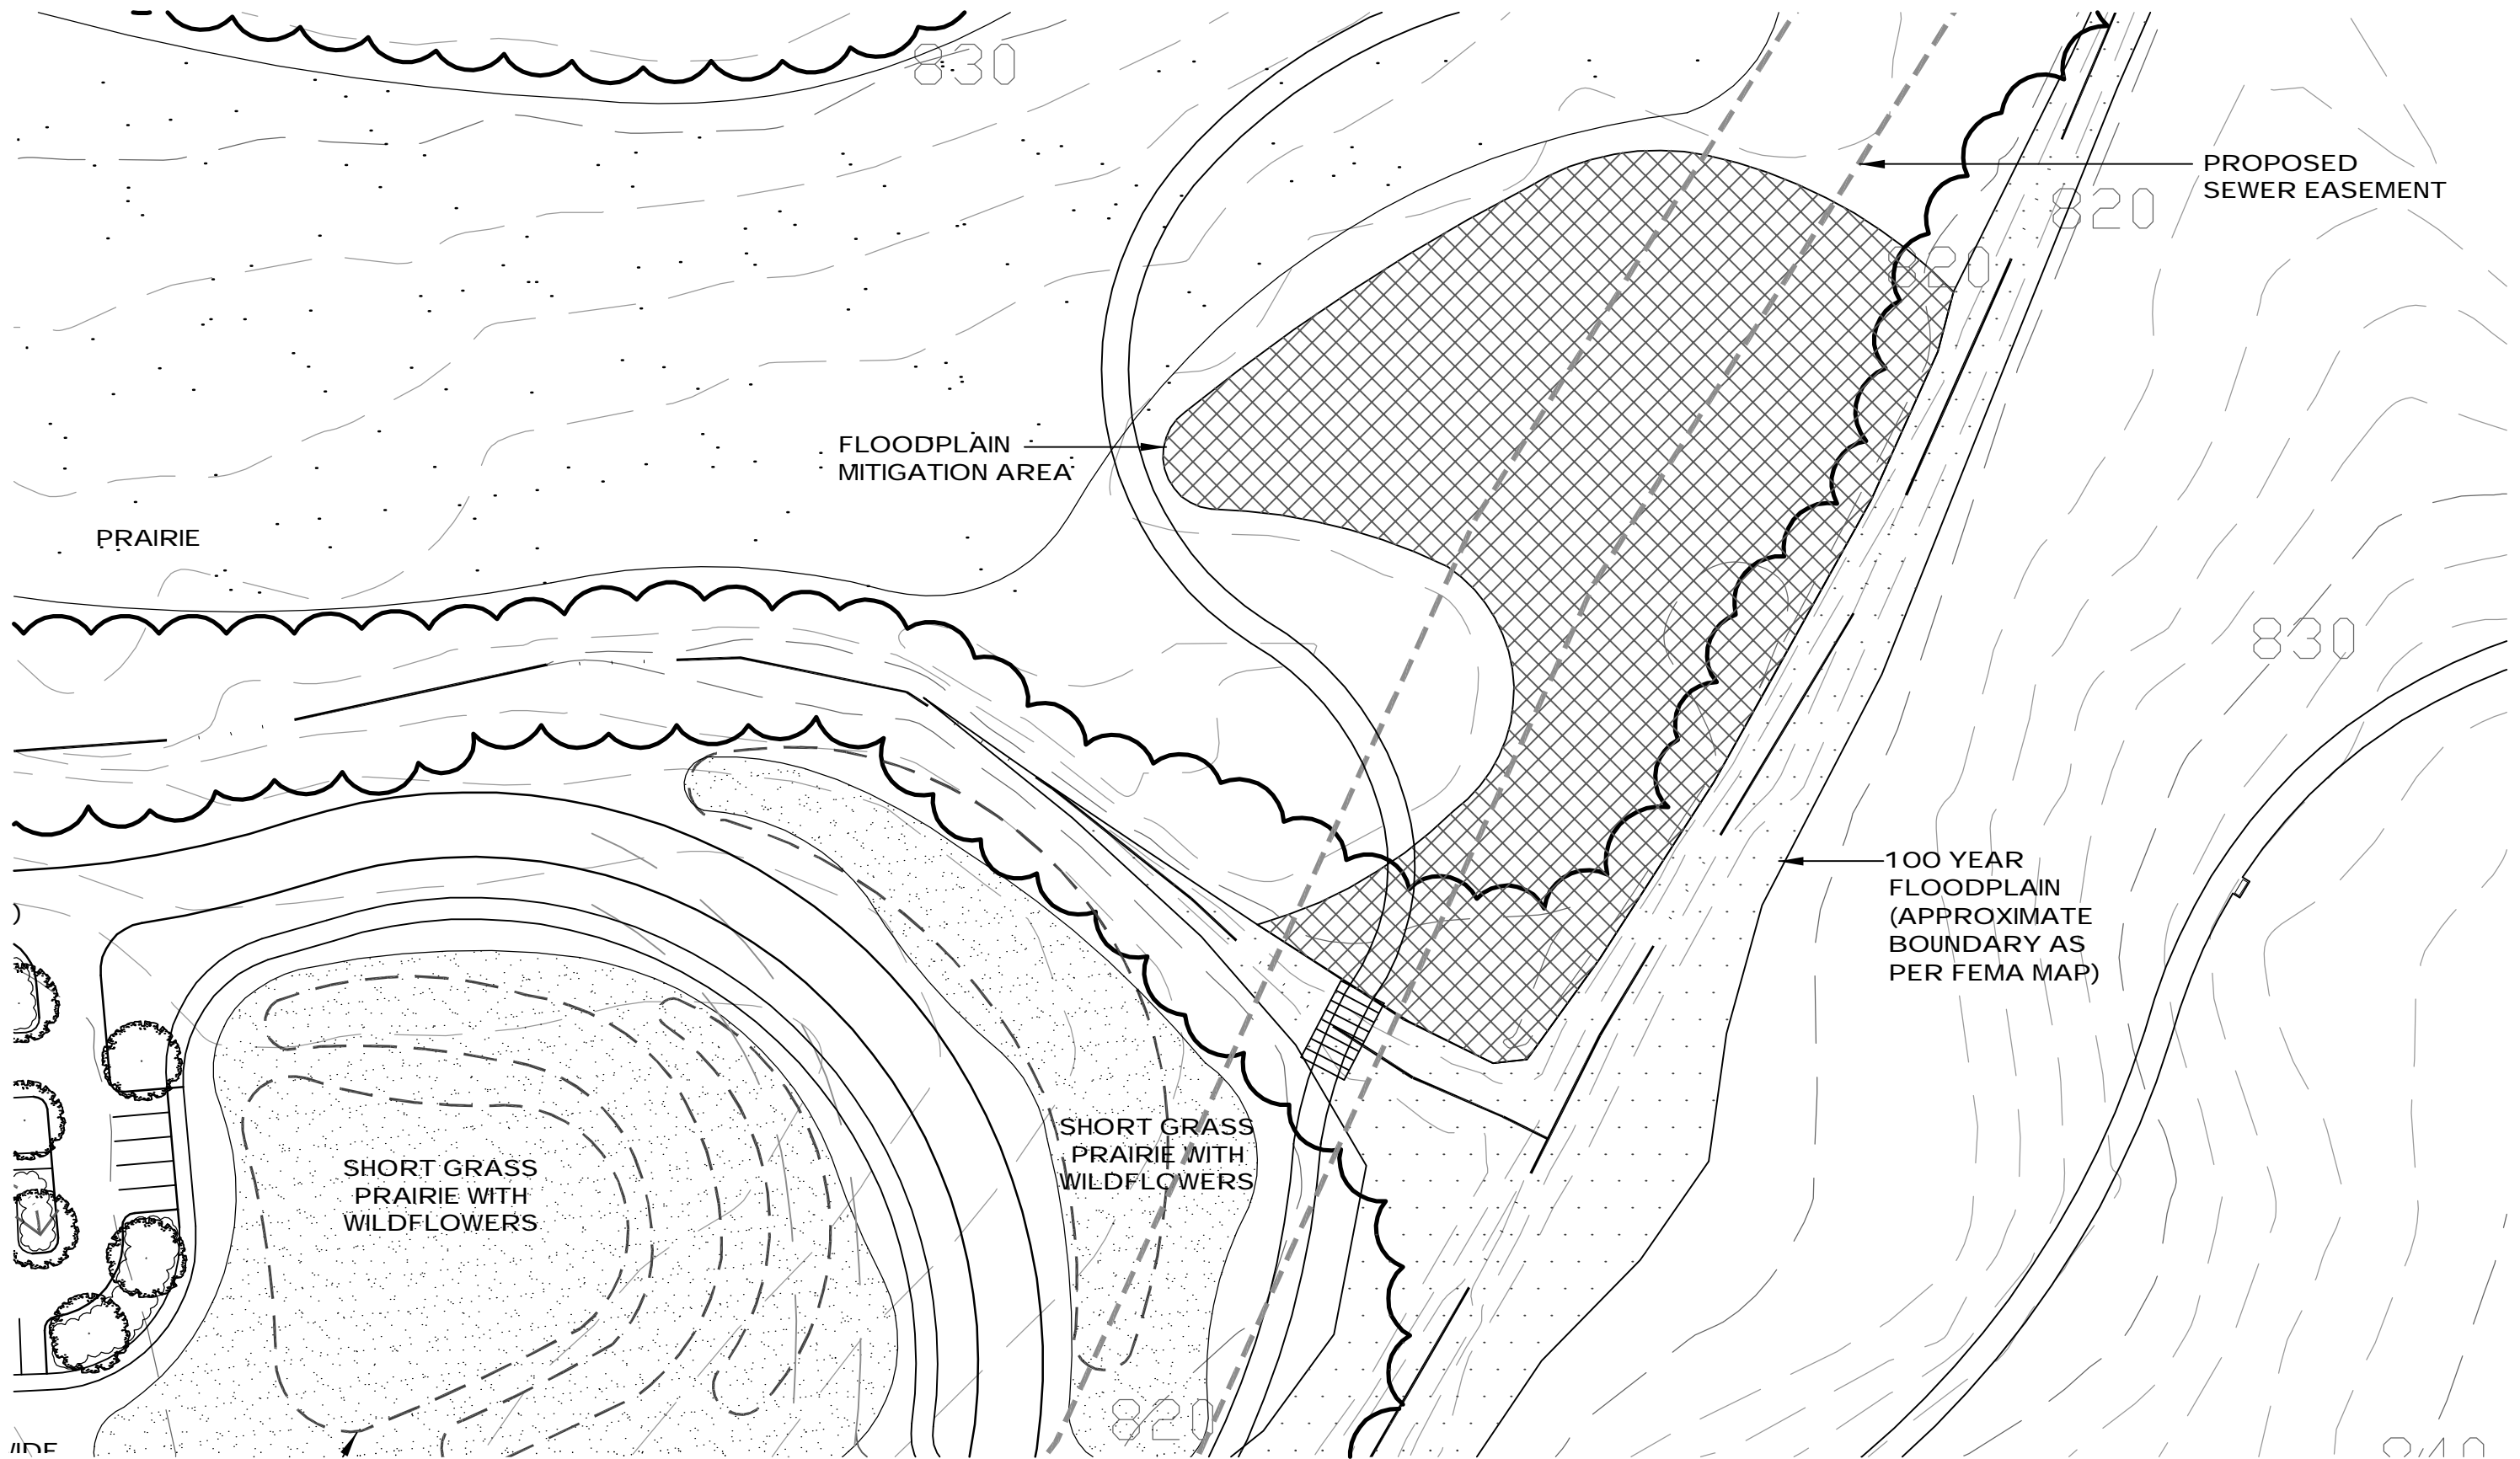 830
PROPOSED
SEWER EASEMENT
820
820
FLOODPLAIN
MITIGATION AREA
PRAIRIE
830
100 YEAR
FLOODPLAIN
(APPROXIMATE
BOUNDARY AS
PER FEMA MAP)
SHORT GRASS
PRAIRIE WITH
WILDFLOWERS
SHORT GRASS
PRAIRIE WITH
WILDFLOWERS
820